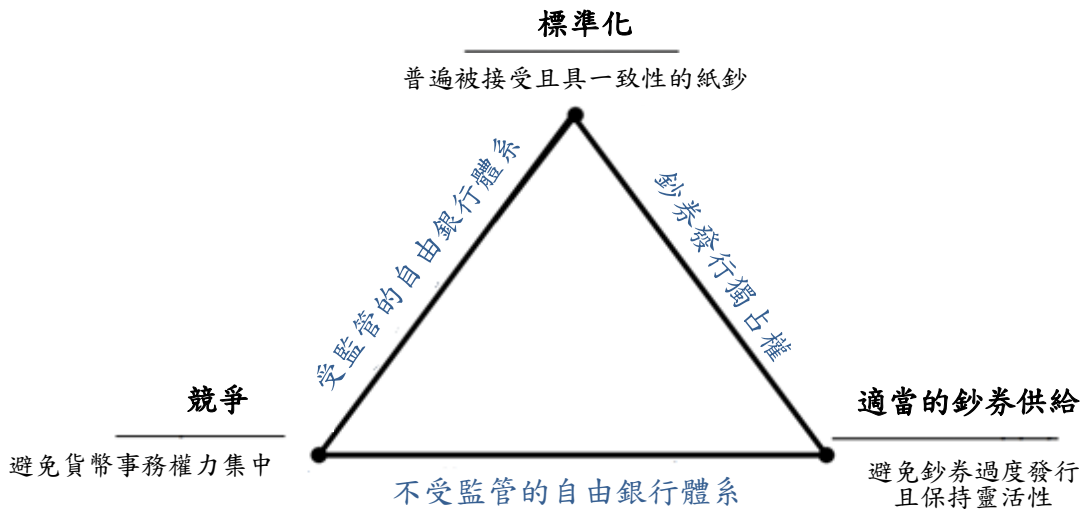 標準化
普遍被接受且具一致性的紙鈔
受監管的自由銀行體系
鈔券發行獨占權
競爭
避免貨幣事務權力集中
適當的鈔券供給
避免鈔券過度發行
且保持靈活性
不受監管的自由銀行體系